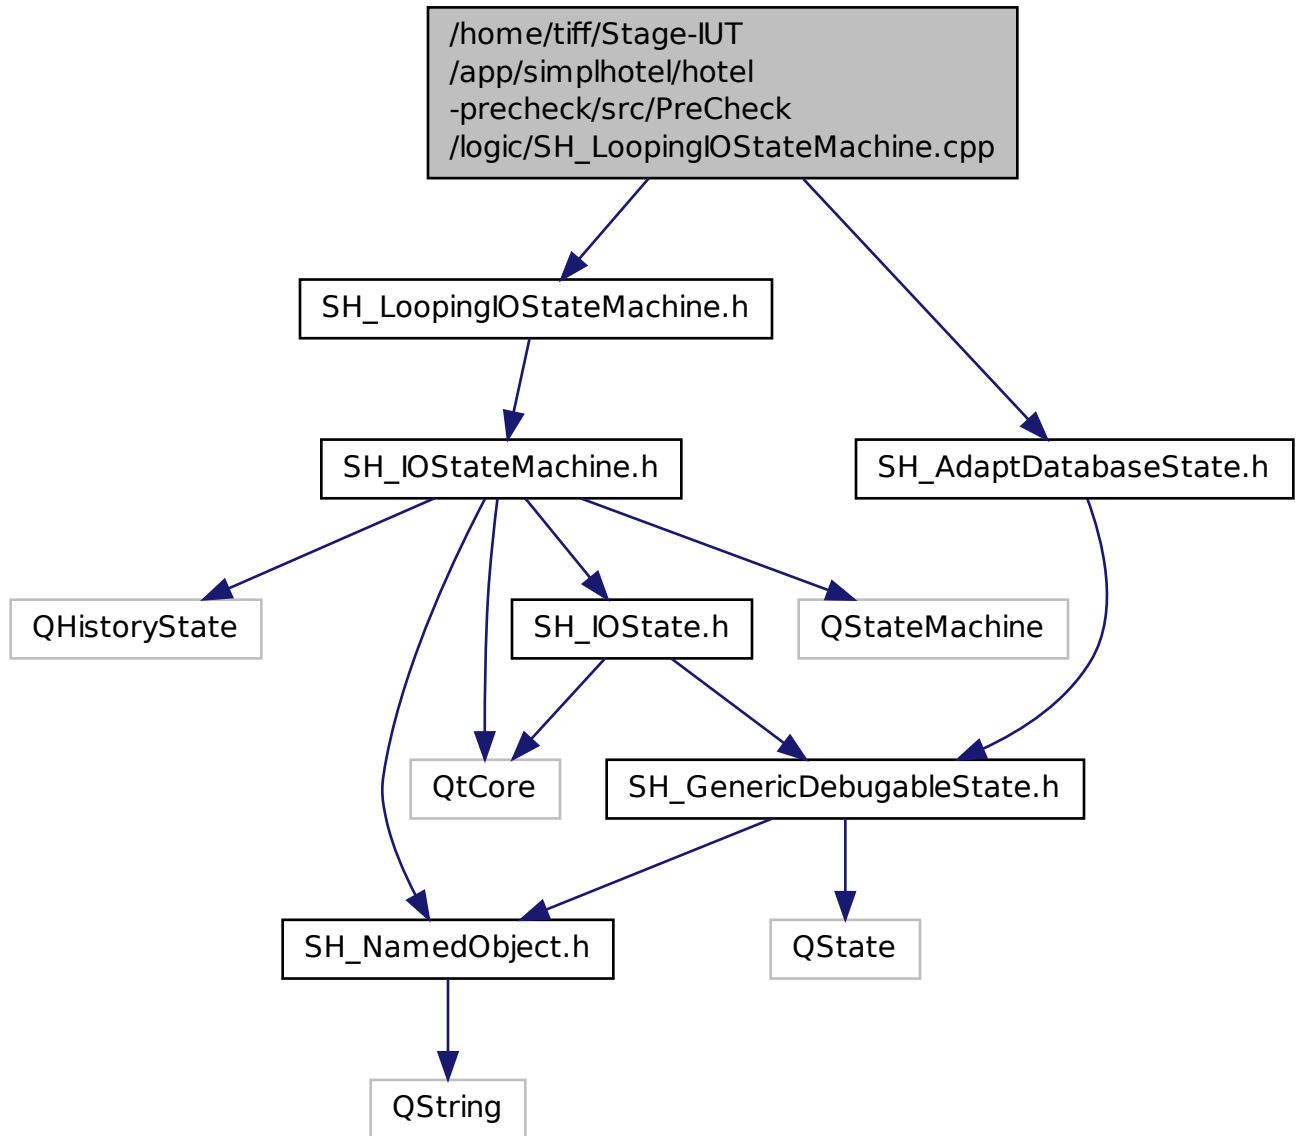 /home/tiff/Stage-IUT
/app/simplhotel/hotel
-precheck/src/PreCheck
/logic/SH_LoopingIOStateMachine.cpp
SH_LoopingIOStateMachine.h
SH_IOStateMachine.h
SH_AdaptDatabaseState.h
QHistoryState
SH_IOState.h
QStateMachine
QtCore
SH_GenericDebugableState.h
SH_NamedObject.h
QState
QString